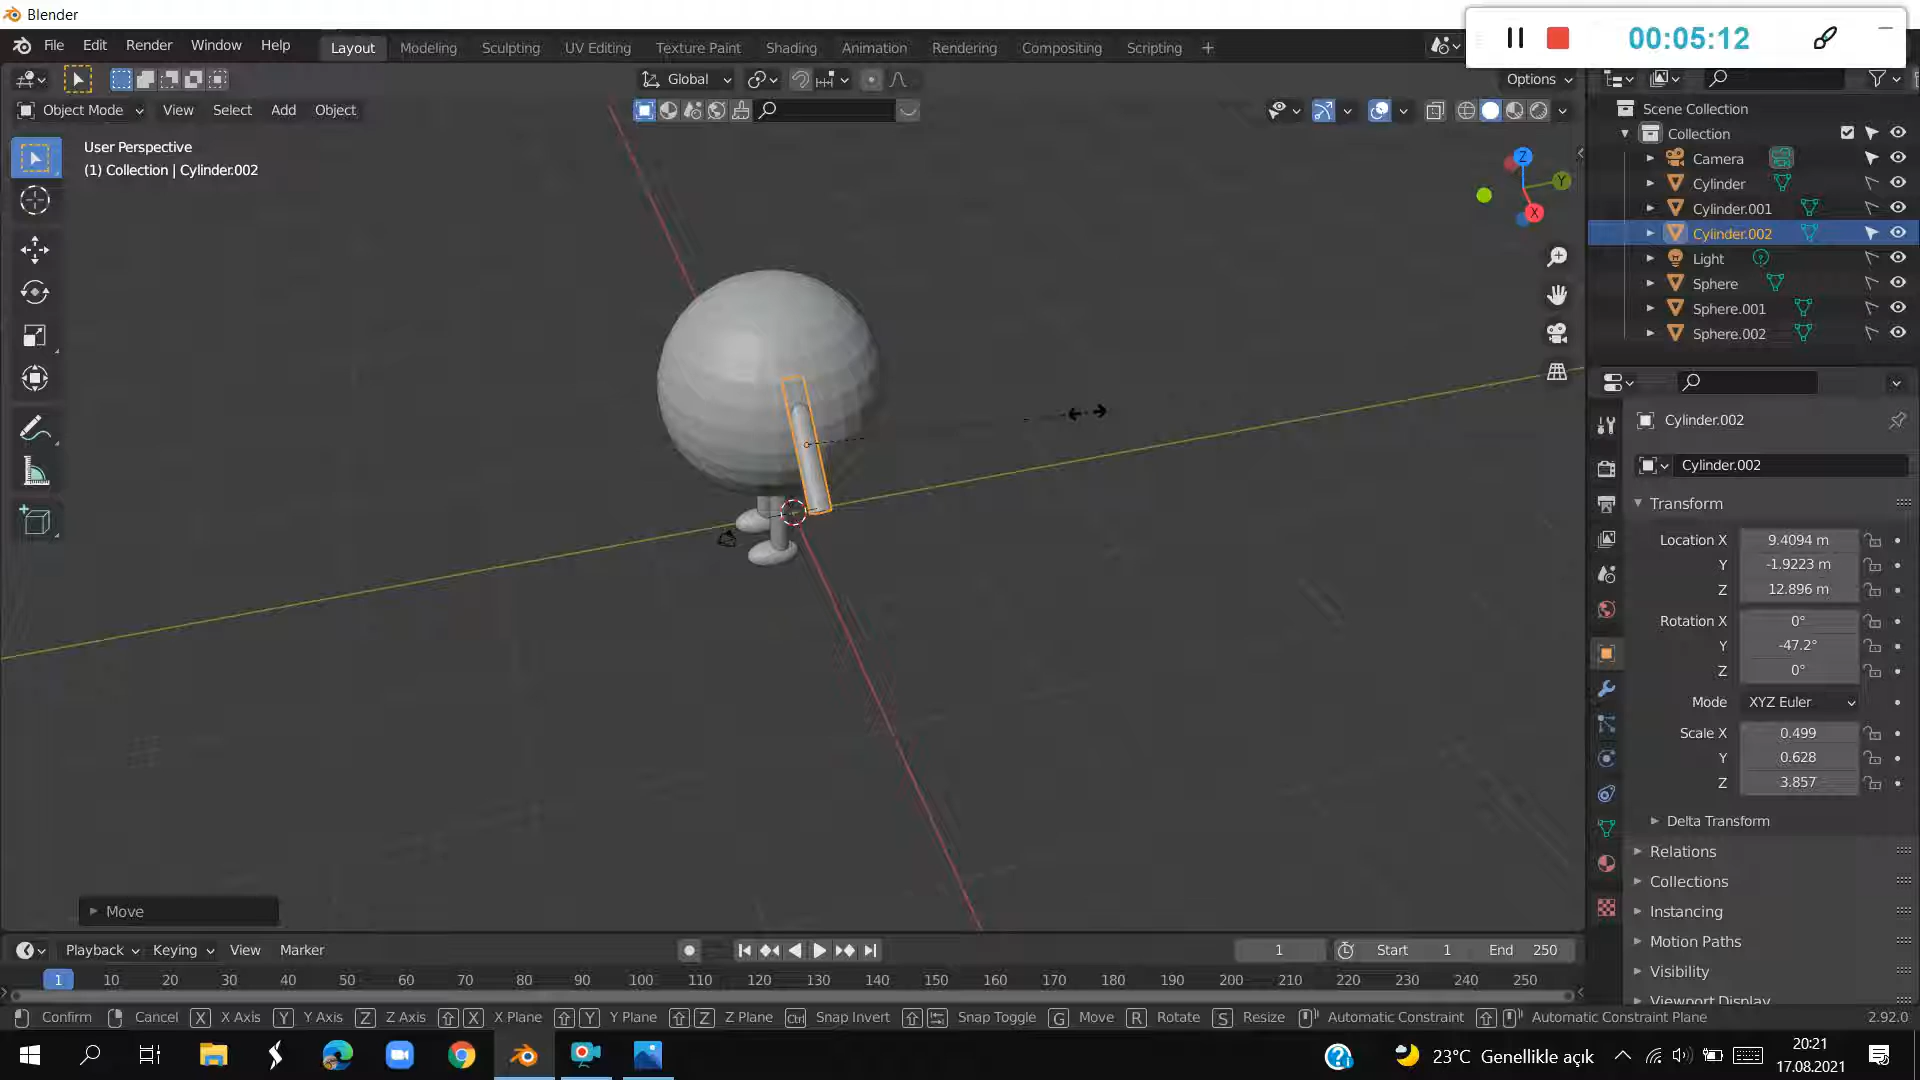 Blender
00:05:12
File Edit Render Window Help Layout Modeling Sculpting UV Editing Texture Paint Shading Animation Rendering Compositing Scripting +
Global Options
Object Mode View Select Add Object
User Perspective
(1) Collection | Cylinder.002
Z
Y
X
Scene Collection
Collection
Camera
Cylinder
Cylinder.001
Cylinder.002
Light
Sphere
Sphere.001
Sphere.002
Cylinder.002
Cylinder.002
Transform
Location X 9.4094 m
Y -1.9223 m
Z 12.896 m
Rotation X 0°
Y -47.2°
Z 0°
Mode XYZ Euler
Scale X 0.499
Y 0.628
Z 3.857
Delta Transform
Relations
Collections
Instancing
Motion Paths
Visibility
Viewport Display
Move
Playback Keying View Marker 1 Start 1 End 250
1 10 20 30 40 50 60 70 80 90 100 110 120 130 140 150 160 170 180 190 200 210 220 230 240 250
Confirm Cancel X X Axis Y Y Axis Z Z Axis X X Plane Y Y Plane Z Z Plane Ctrl Snap Invert Snap Toggle G Move R Rotate S Resize Automatic Constraint Automatic Constraint Plane 2.92.0
23°C Genellikle açık
20:21
17.08.2021